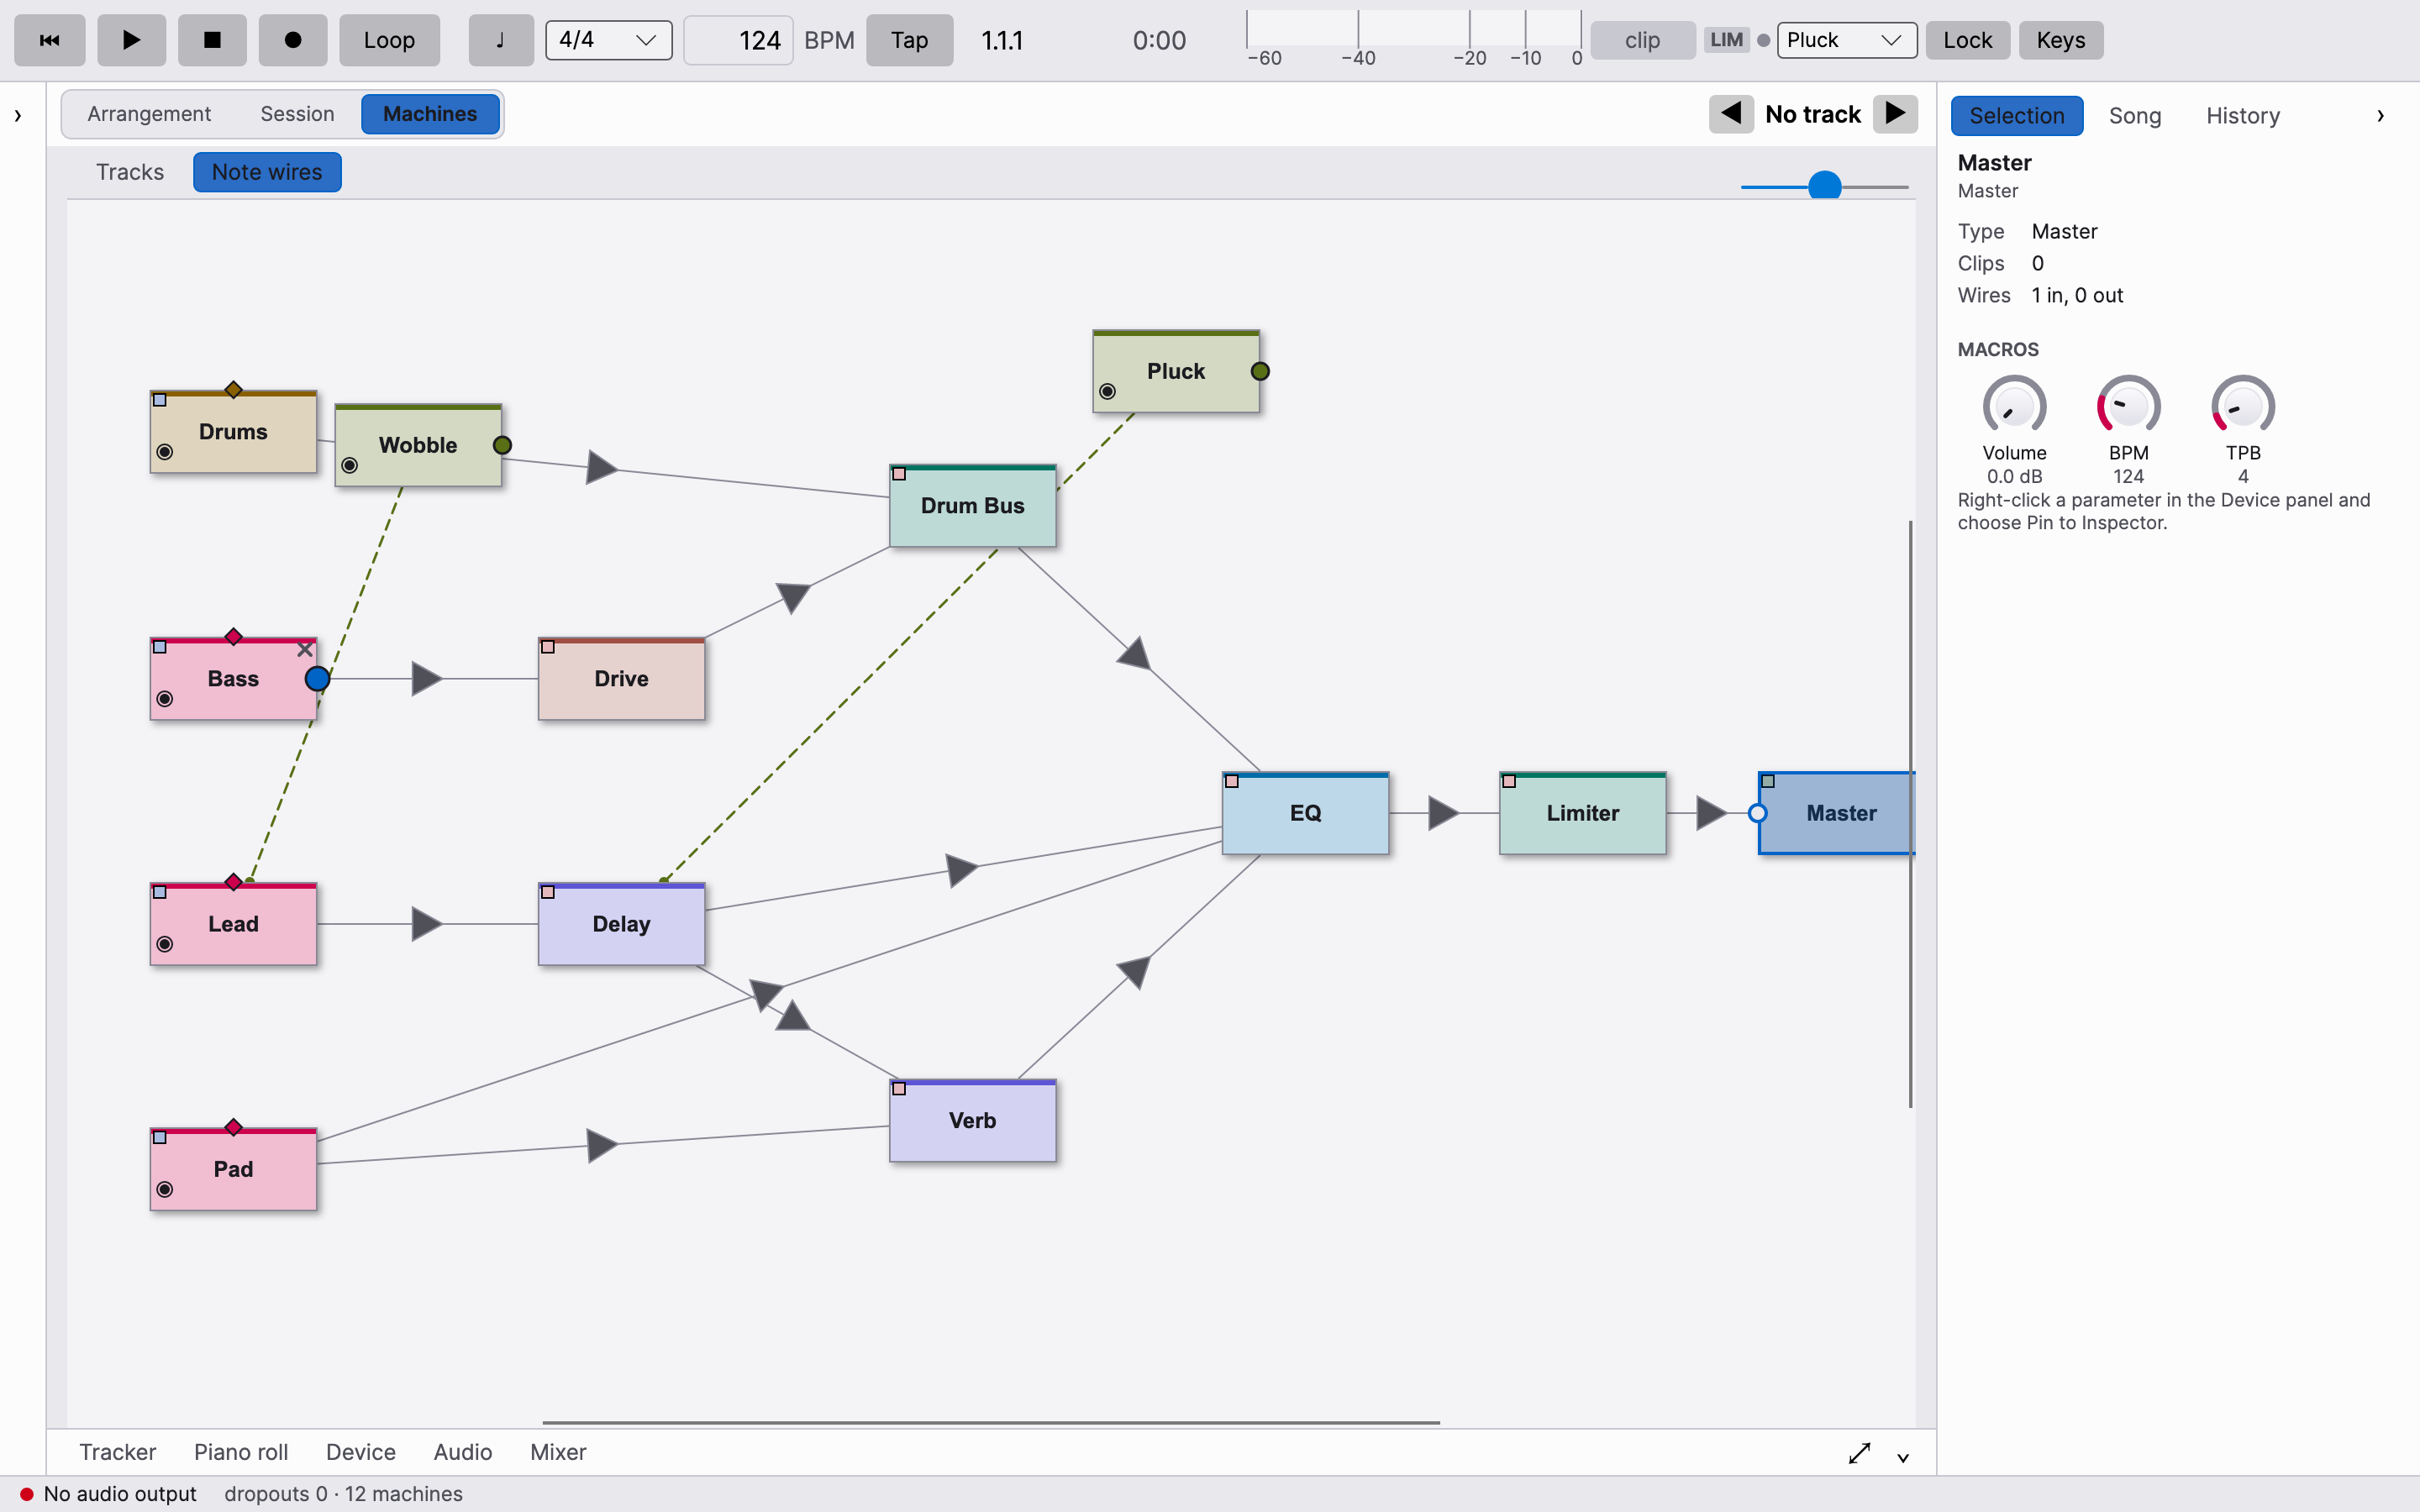 Loop
4/4
124 BPM
Tap
1.1.1
0:00
−60 −40 −20 −10 0
clip
LIM
Pluck
Lock
Keys
Arrangement Session Machines
No track
Selection Song History
Tracks Note wires
Master
Master
Type Master
Clips 0
Wires 1 in, 0 out
MACROS
Volume BPM TPB
0.0 dB 124 4
Right-click a parameter in the Device panel and
choose Pin to Inspector.
Pluck
Drums
Wobble
Drum Bus
Bass
Drive
EQ
Limiter
Master
Lead
Delay
Verb
Pad
Tracker Piano roll Device Audio Mixer
No audio output dropouts 0 · 12 machines